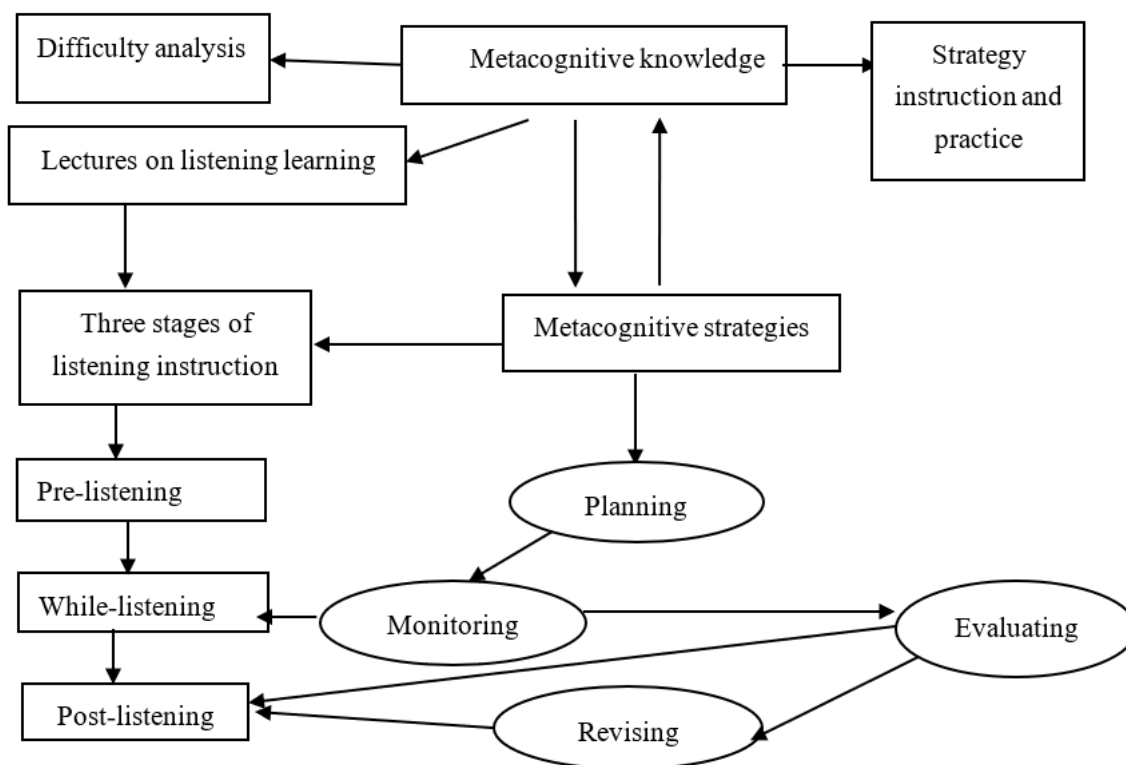 Difficulty analysis
Metacognitive knowledge
Strategy
instruction and
practice
Lectures on listening learning
Three stages of
listening instruction
Metacognitive strategies
Pre-listening
Planning
While-listening
Monitoring
Evaluating
Post-listening
Revising